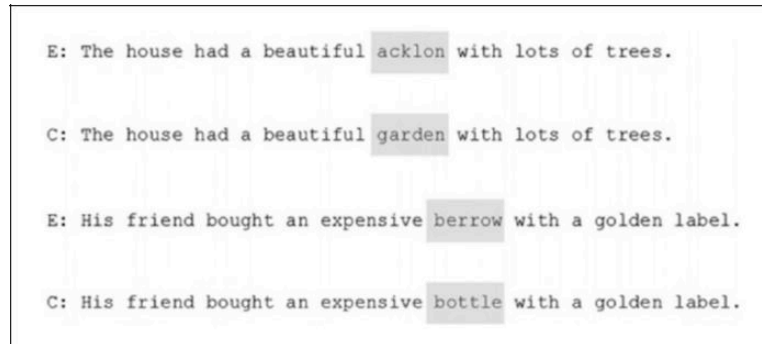 E: The house had a beautiful acklon with lots of trees.
C: The house had a beautiful garden with lots of trees.
E: His friend bought an expensive berrow with a golden label.
C: His friend bought an expensive bottle with a golden label.